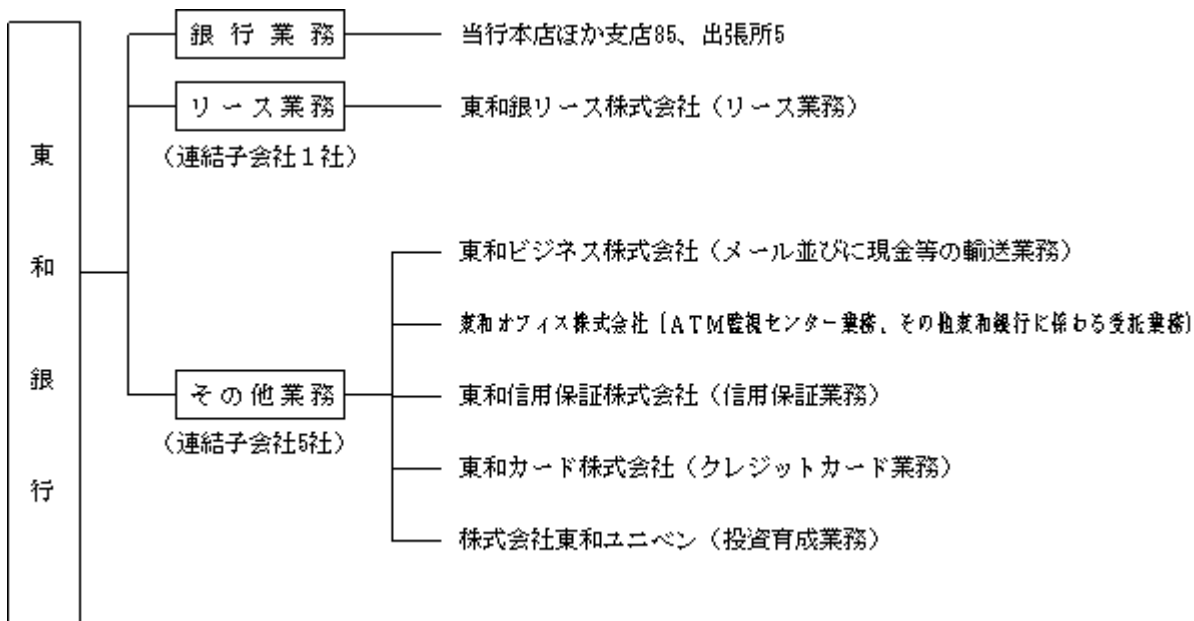 東和銀行
銀行業務
当行本店ほか支店85、出張所5
リース業務
東和銀リース株式会社（リース業務）
（連結子会社１社）
東和ビジネス株式会社（メール並びに現金等の輸送業務）
東和オフィス株式会社（ATM監視センター業務、その他東和銀行に係わる受託業務）
その他業務
東和信用保証株式会社（信用保証業務）
（連結子会社5社）
東和カード株式会社（クレジットカード業務）
株式会社東和ユニベン（投資育成業務）